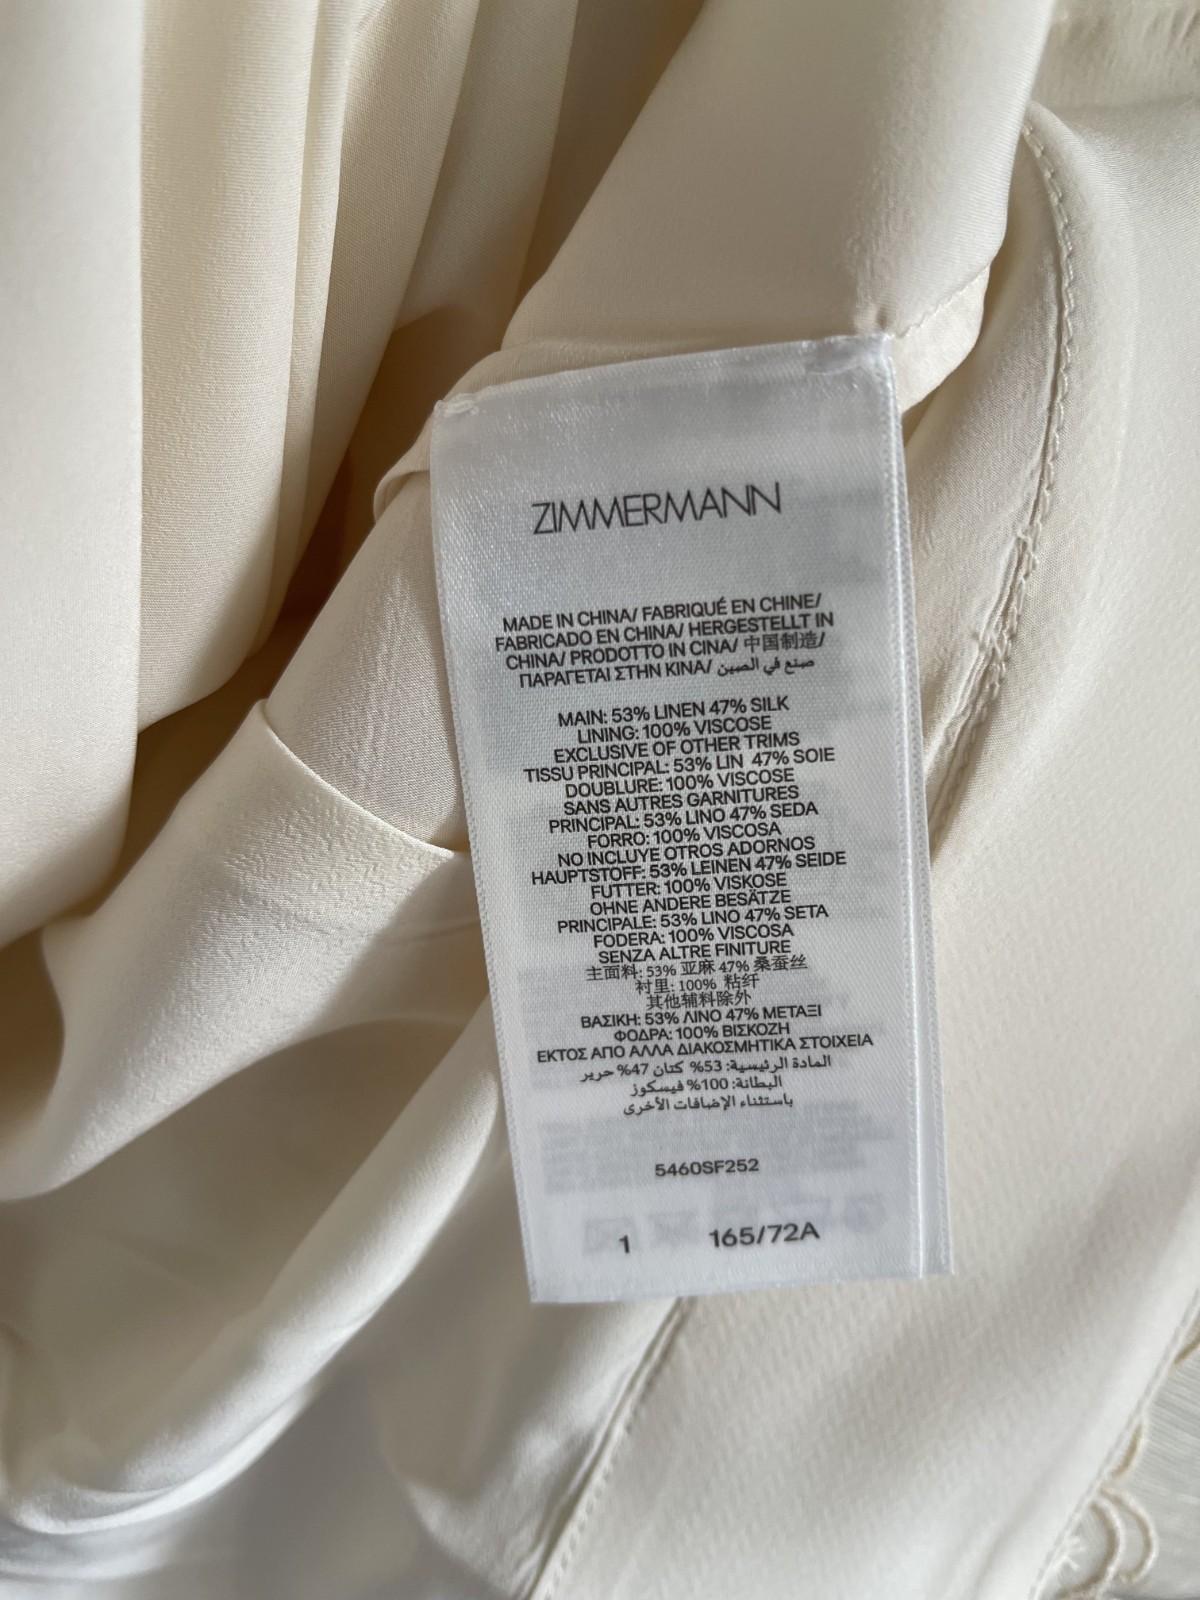 ZIMMERMANN
MADE IN CHINA/ FABRIQUÉ EN CHINE/
FABRICADO EN CHINA/ HERGESTELLT IN
CHINA/ PRODOTTO IN CINA/ 中国制造/
ΠΑΡΑΓΕΤΑΙ ΣΤΗΝ ΚΙΝΑ/ صنع في الصين
MAIN: 53% LINEN 47% SILK
LINING: 100% VISCOSE
EXCLUSIVE OF OTHER TRIMS
TISSU PRINCIPAL: 53% LIN 47% SOIE
DOUBLURE: 100% VISCOSE
SANS AUTRES GARNITURES
PRINCIPAL: 53% LINO 47% SEDA
FORRO: 100% VISCOSA
NO INCLUYE OTROS ADORNOS
HAUPTSTOFF: 53% LEINEN 47% SEIDE
FUTTER: 100% VISKOSE
OHNE ANDERE BESÄTZE
PRINCIPALE: 53% LINO 47% SETA
FODERA: 100% VISCOSA
SENZA ALTRE FINITURE
主面料: 53% 亚麻 47% 桑蚕丝
衬里: 100% 粘纤
其他辅料除外
ΒΑΣΙΚΗ: 53% ΛΙΝΟ 47% ΜΕΤΑΞΙ
ΦΟΔΡΑ: 100% ΒΙΣΚΟΖΗ
ΕΚΤΟΣ ΑΠΟ ΑΛΛΑ ΔΙΑΚΟΣΜΗΤΙΚΑ ΣΤΟΙΧΕΙΑ
المادة الرئيسية: 53% كتان 47% حرير
البطانة: 100% فيسكوز
باستثناء الإضافات الأخرى
5460SF252
1 165/72A